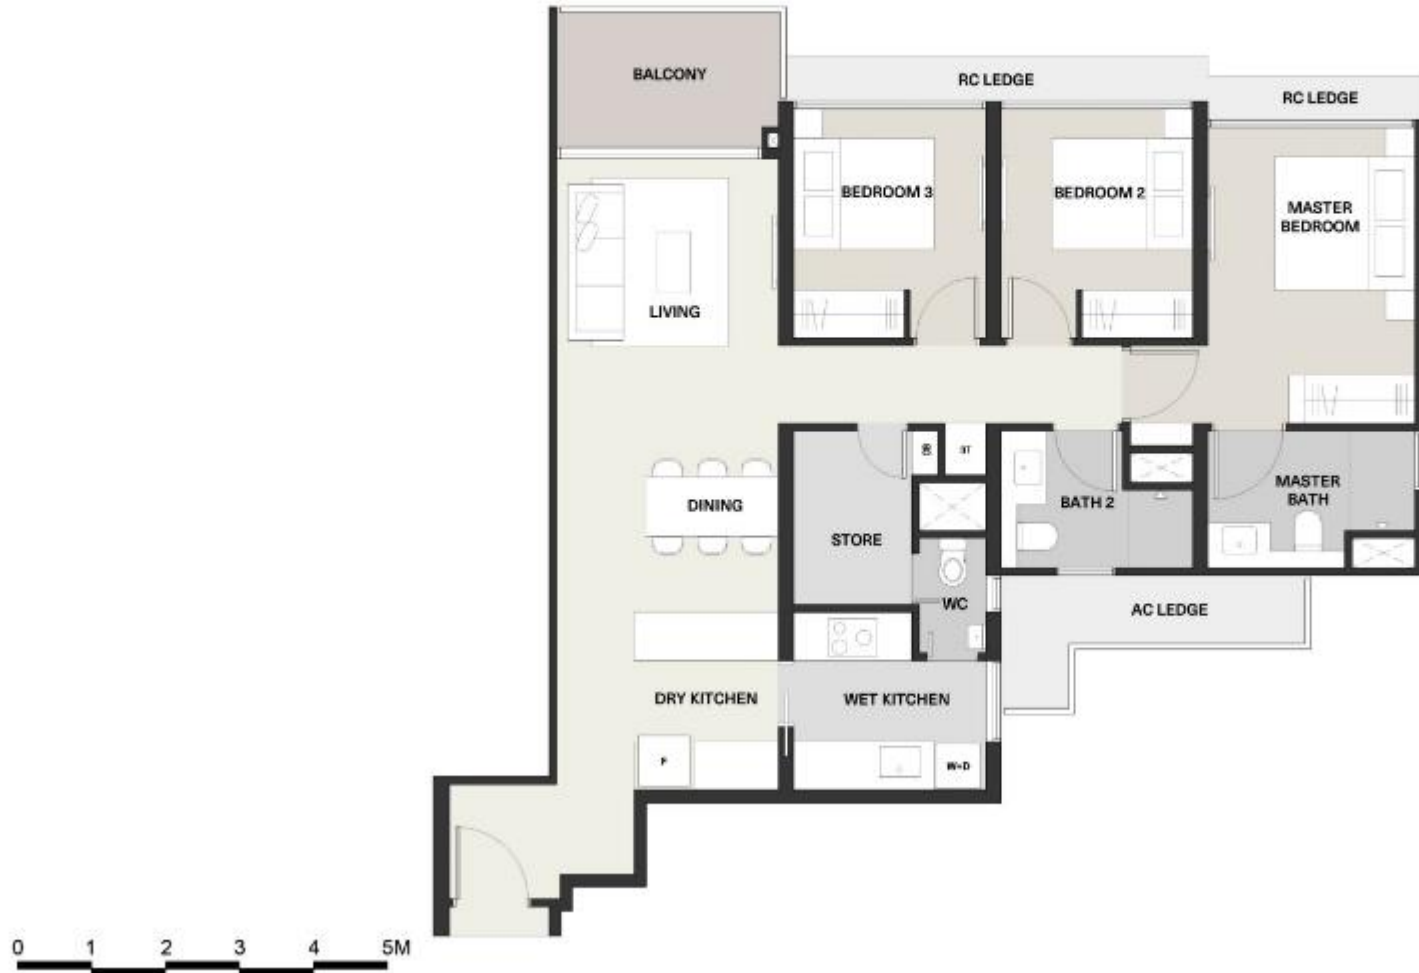 BALCONY
RC LEDGE
RC LEDGE
BEDROOM 3
BEDROOM 2
MASTER
BEDROOM
LIVING
DINING
STORE
ST
BATH 2
MASTER
BATH
WC
AC LEDGE
DRY KITCHEN
WET KITCHEN
F
W+D
0 1 2 3 4 5M